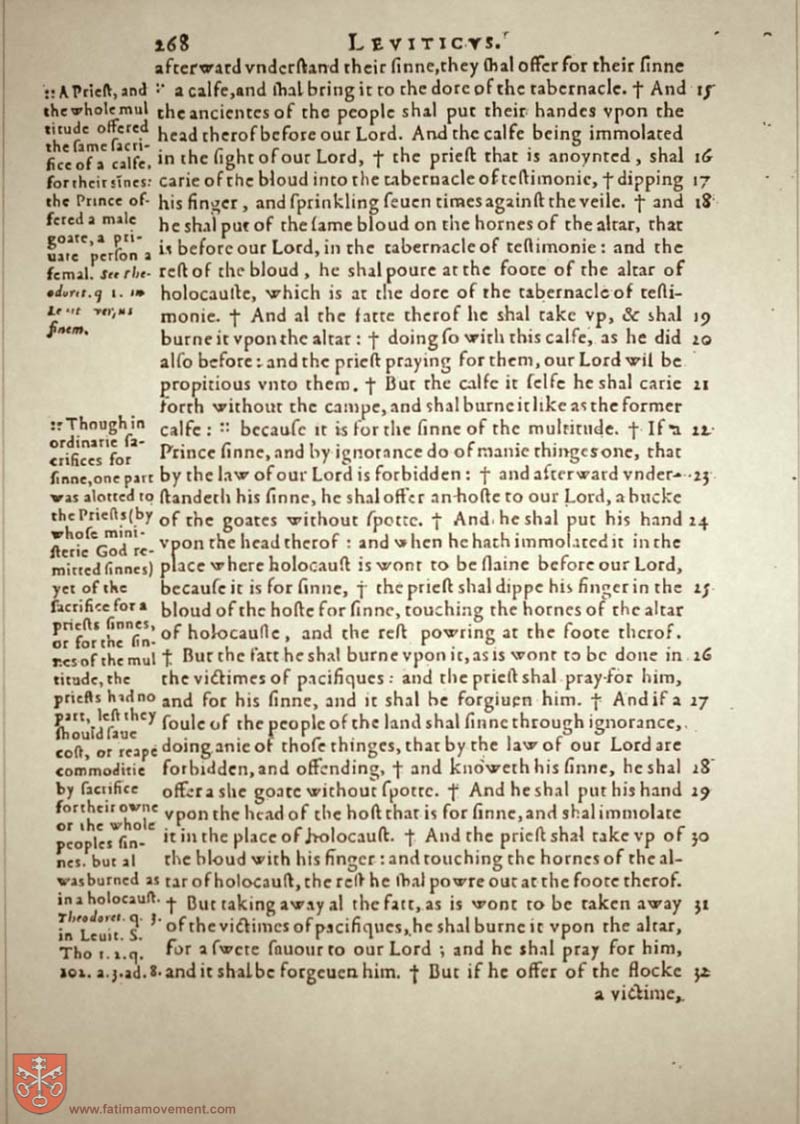 268 LEVITICVS.
afterward vnderſtand their ſinne,they ſhal offer for their ſinne
:: a calfe,and ſhal bring it to the dore of the tabernacle. † And 15
the ancientes of the people shal put their handes vpon the
head therof before our Lord. And the calfe being immolated
in the ſight of our Lord, † the prieſt that is anoynted, shal 16
carie of the bloud into the tabernacle of teſtimonie, † dipping 17
his finger, and ſprinkling ſeuen times againſt the veile. † and 18
he shal put of the ſame bloud on the hornes of the altar, that
is before our Lord, in the tabernacle of teſtimonie : and the
reſt of the bloud, he shal poure at the foote of the altar of
holocauſte, which is at the dore of the tabernacle of teſti-
monie. † And al the fatte therof he shal take vp, & shal 19
burne it vpon the altar : † doing ſo with this calfe, as he did 20
alſo before : and the prieſt praying for them, our Lord wil be
propitious vnto them. † But the calfe it ſelfe he shal carie 21
forth without the campe, and shal burne it like as the former
calfe : :: becauſe it is for the ſinne of the multitude. † If a 22
Prince ſinne, and by ignorance do of manie thinges one, that
by the law of our Lord is forbidden : † and afterward vnder- 23
ſtandeth his ſinne, he shal offer an hoſte to our Lord, a bucke
of the goates without ſpotte. † And he shal put his hand 24
vpon the head therof : and when he hath immolated it in the
place where holocauſt is wont to be ſlaine before our Lord,
becauſe it is for ſinne, † the prieſt shal dippe his finger in the 25
bloud of the hoſte for ſinne, touching the hornes of the altar
of holocauſte, and the reſt powring at the foote therof.
† But the fatt he shal burne vpon it, as is wont to be done in 26
the victimes of pacifiques : and the prieſt shal pray for him,
and for his ſinne, and it shal be forgiuen him. † And if a 27
ſoule of the people of the land shal ſinne through ignorance,
doing anie of thoſe thinges, that by the law of our Lord are
forbidden, and offending, † and knoweth his ſinne, he shal 28
offer a she goate without ſpotte. † And he shal put his hand 29
vpon the head of the hoſt that is for ſinne, and shal immolate
it in the place of holocauſt. † And the prieſt shal take vp of 30
the bloud with his finger : and touching the hornes of the al-
tar of holocauſt, the reſt he ſhal powre out at the foote therof.
† But taking away al the fatt, as is wont to be taken away 31
of the victimes of pacifiques, he shal burne it vpon the altar,
for a ſwete ſauour to our Lord ; and he shal pray for him,
and it shal be forgeuen him. † But if he offer of the flocke 32
a victime,
:: A Prieſt, and
the whole mul
titude offered
the ſame ſacri-
fice of a calfe,
for their ſines:
the Prince of-
fered a male
goate, a pri-
uate perſon a
femal. See The-
odoret. q 1. in
Leuit verſus
finem.
:: Though in
ordinarie ſa-
crifices for
ſinne, one part
was alotted to
the Prieſts (by
whoſe mini-
ſterie God re-
mitted ſinnes)
yet of the
ſacrifice for a
prieſts ſinnes,
or for the ſin-
nes of the mul
titude, the
prieſts had no
part, leſt they
ſhould ſaue
coſt, or reape
commoditie
by ſacrifice
for their owne
or the whole
peoples ſin-
nes. but al
was burned as
in a holocauſt.
Theodoret. q. 3.
in Leuit. S.
Tho 1. 2. q.
102. a. 3. ad. 8.
www.fatimamovement.com